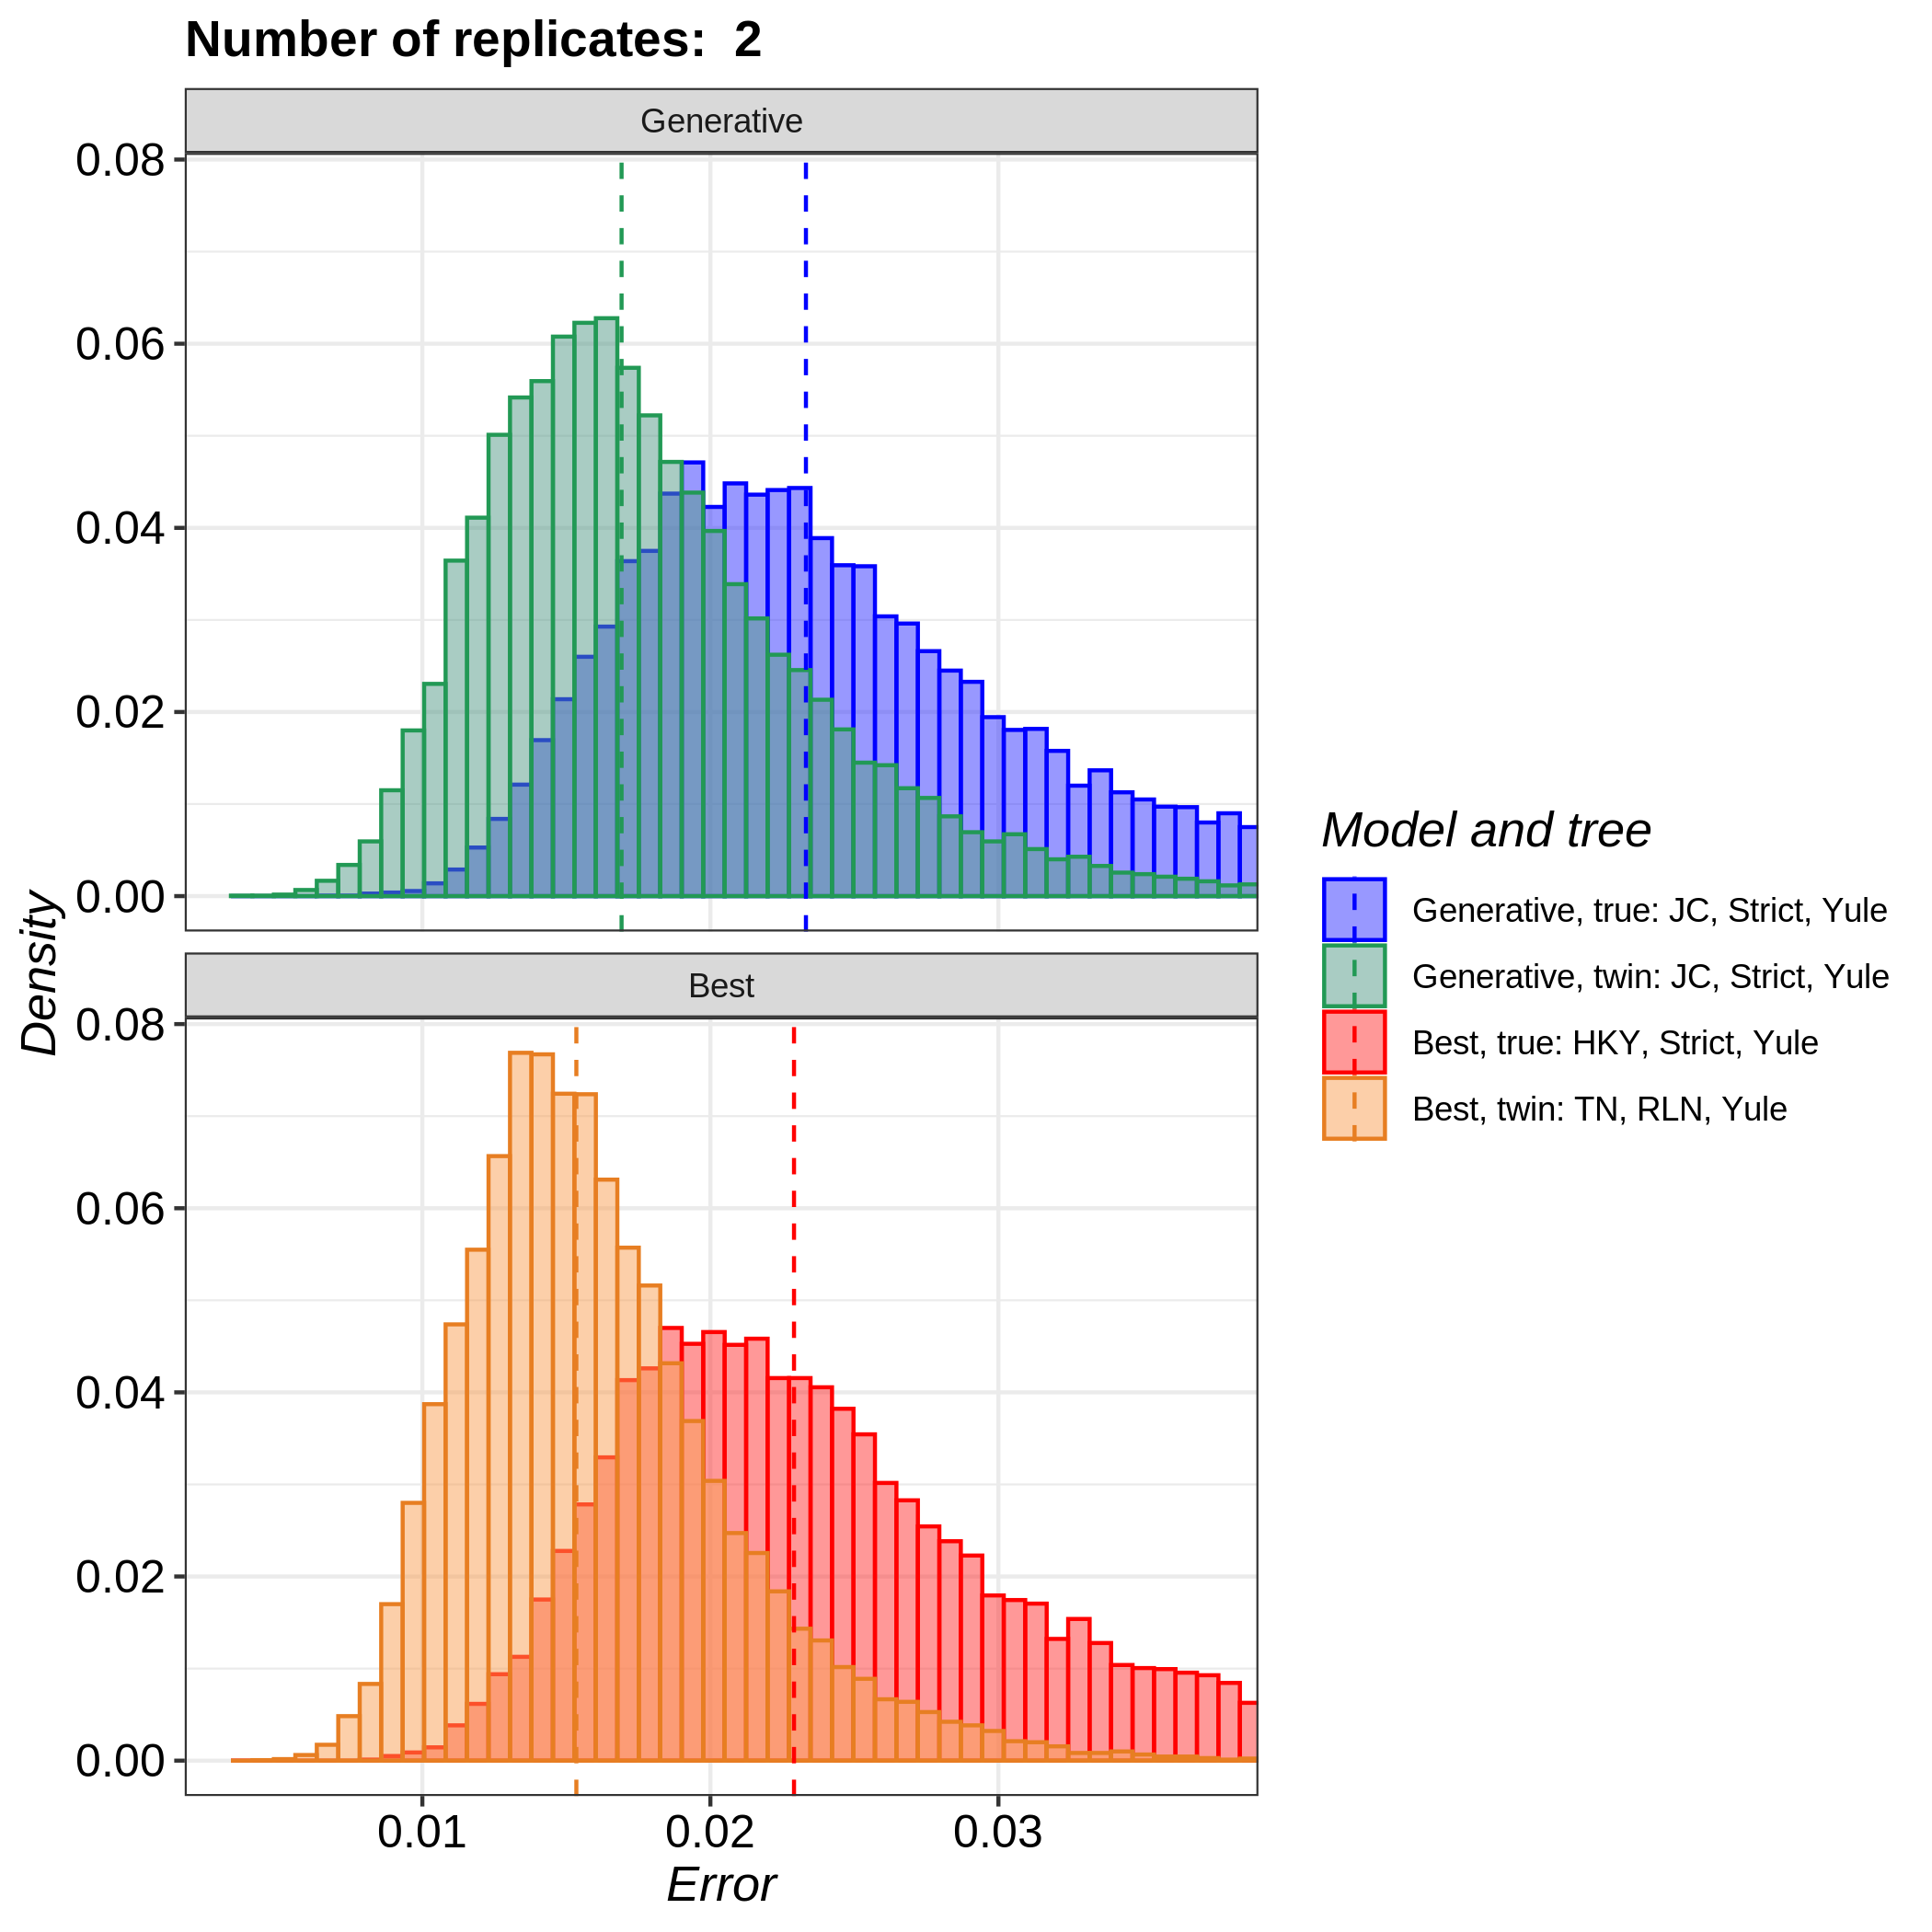 Number of replicates:  2
Generative
0.08
0.06
0.04
0.02
0.00
Density
Best
0.08
0.06
0.04
0.02
0.00
0.01 0.02 0.03
Error
Model and tree
Generative, true: JC, Strict, Yule
Generative, twin: JC, Strict, Yule
Best, true: HKY, Strict, Yule
Best, twin: TN, RLN, Yule